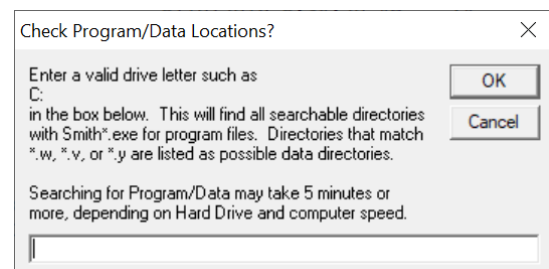 Check Program/Data Locations?
Enter a valid drive letter such as
C:
in the box below. This will find all searchable directories
with Smith*.exe for program files. Directories that match
*.w, *.v, or *.y are listed as possible data directories.
Searching for Program/Data may take 5 minutes or
more, depending on Hard Drive and computer speed.
OK
Cancel